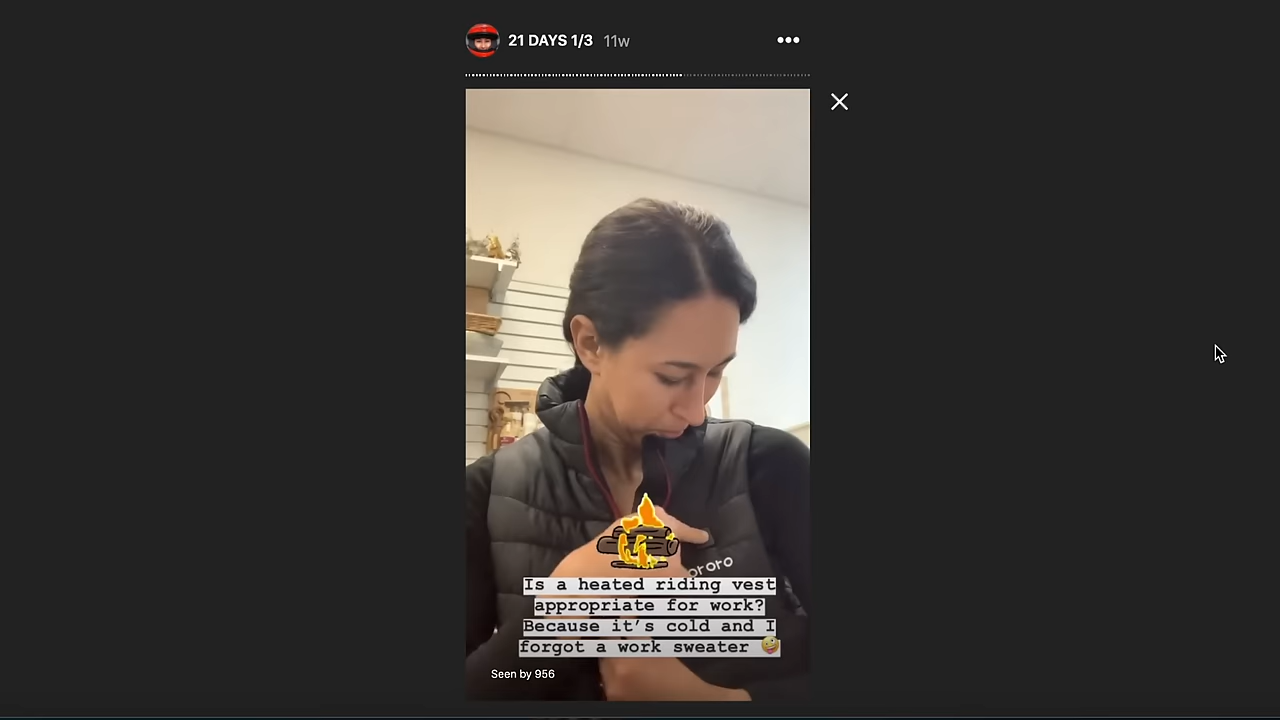 21 DAYS 1/3 11w
ororo
Is a heated riding vest
appropriate for work?
Because it's cold and I
forgot a work sweater 🤪
Seen by 956